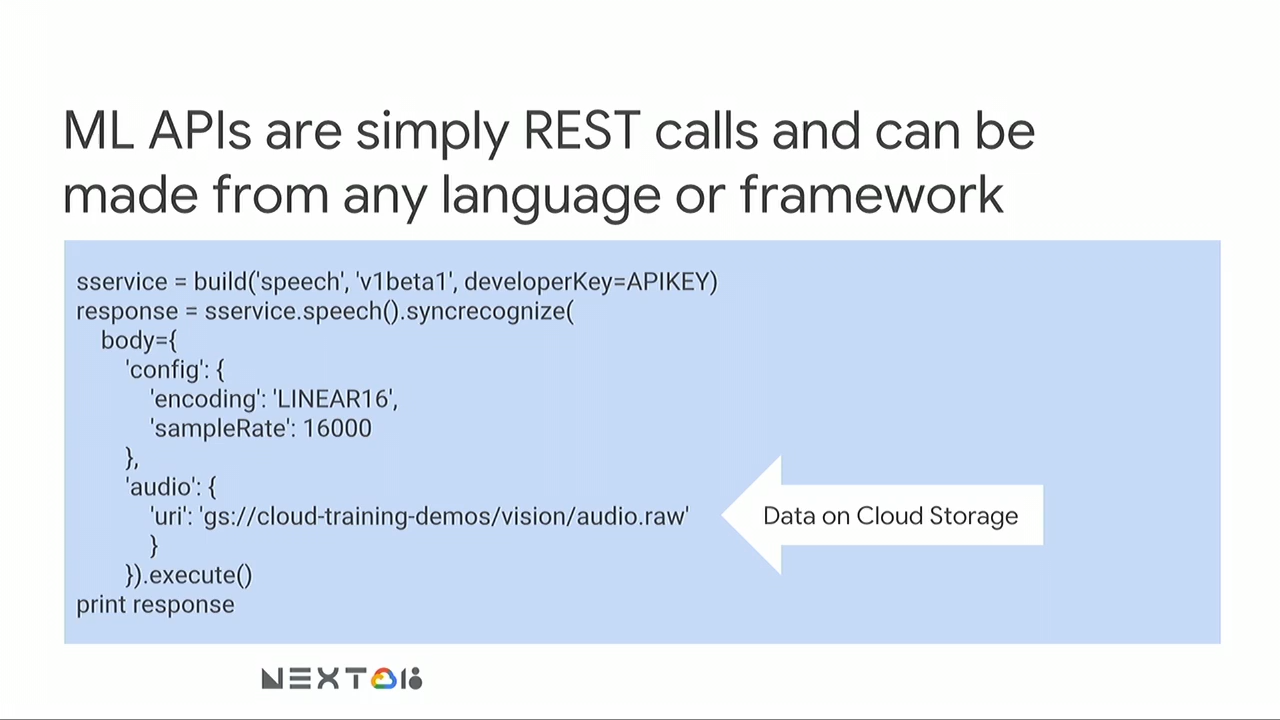 ML APIs are simply REST calls and can be
made from any language or framework
sservice = build('speech', 'v1beta1', developerKey=APIKEY)
response = sservice.speech().syncrecognize(
body={
'config': {
'encoding': 'LINEAR16',
'sampleRate': 16000
},
'audio': {
'uri': 'gs://cloud-training-demos/vision/audio.raw'
}
}).execute()
print response
Data on Cloud Storage
NEXT 18